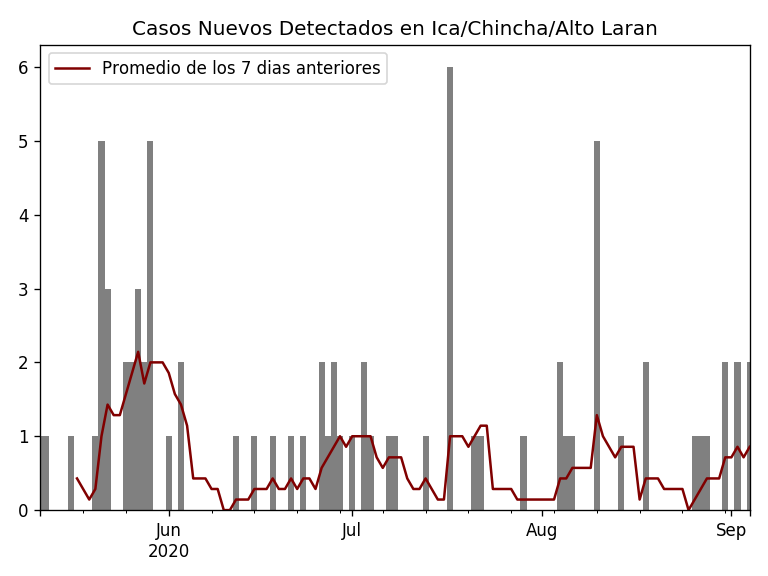 Casos Nuevos Detectados en Ica/Chincha/Alto Laran
Promedio de los 7 dias anteriores
6
5
4
3
2
1
0
Jun
2020
Jul
Aug
Sep